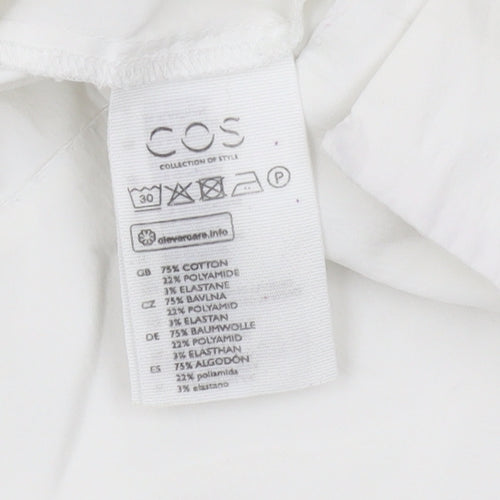 COS
COLLECTION OF STYLE
30 P
clevercare.info
GB 75% COTTON
22% POLYAMIDE
3% ELASTANE
CZ 75% BAVLNA
22% POLYAMID
3% ELASTAN
DE 75% BAUMWOLLE
22% POLYAMID
3% ELASTHAN
ES 75% ALGODÓN
22% poliamida
3% elastano